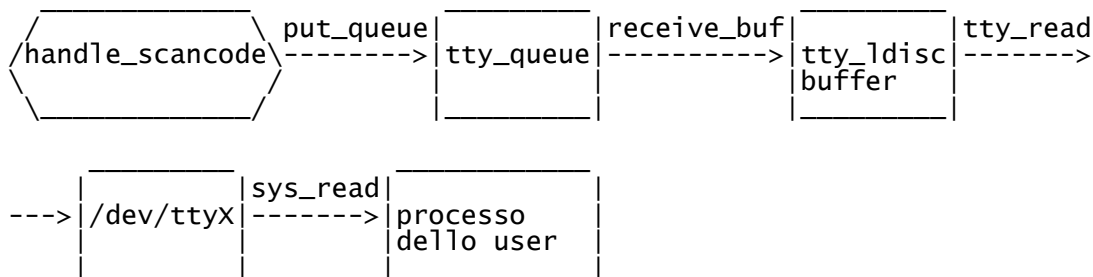 put_queue receive_buf tty_read
/handle_scancode\--------->|tty_queue|---------->|tty_ldisc|------->
buffer
sys_read
--->|/dev/ttyX|------->|processo
dello user